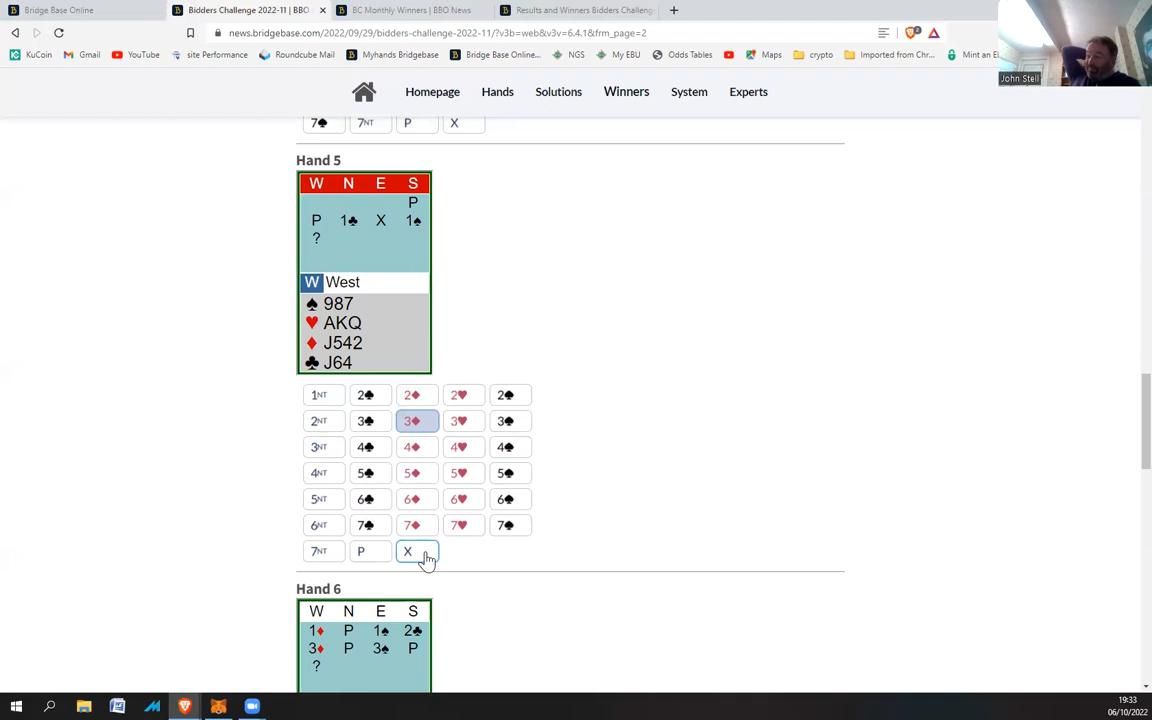 Bridge Base Online
Bidders Challenge 2022-11 | BBO
BC Monthly Winners | BBO News
Results and Winners Bidders Challeng
news.bridgebase.com/2022/09/29/bidders-challenge-2022-11/?v3b=web&v3v=6.4.1&frm_page=2
KuCoin Gmail YouTube site Performance Roundcube Mail Myhands Bridgebase Bridge Base Online... NGS My EBU Odds Tables Maps crypto Imported from Chr... Mint an E
John Stell
Homepage Hands Solutions Winners System Experts
7♠ 7NT P X
Hand 5
W N E S
P
P 1♣ X 1♠
?
W West
♠ 987
♥ AKQ
♦ J542
♣ J64
1NT 2♣ 2♦ 2♥ 2♠
2NT 3♣ 3♦ 3♥ 3♠
3NT 4♣ 4♦ 4♥ 4♠
4NT 5♣ 5♦ 5♥ 5♠
5NT 6♣ 6♦ 6♥ 6♠
6NT 7♣ 7♦ 7♥ 7♠
7NT P X
Hand 6
W N E S
1♦ P 1♠ 2♣
3♦ P 3♠ P
?
19:33
06/10/2022